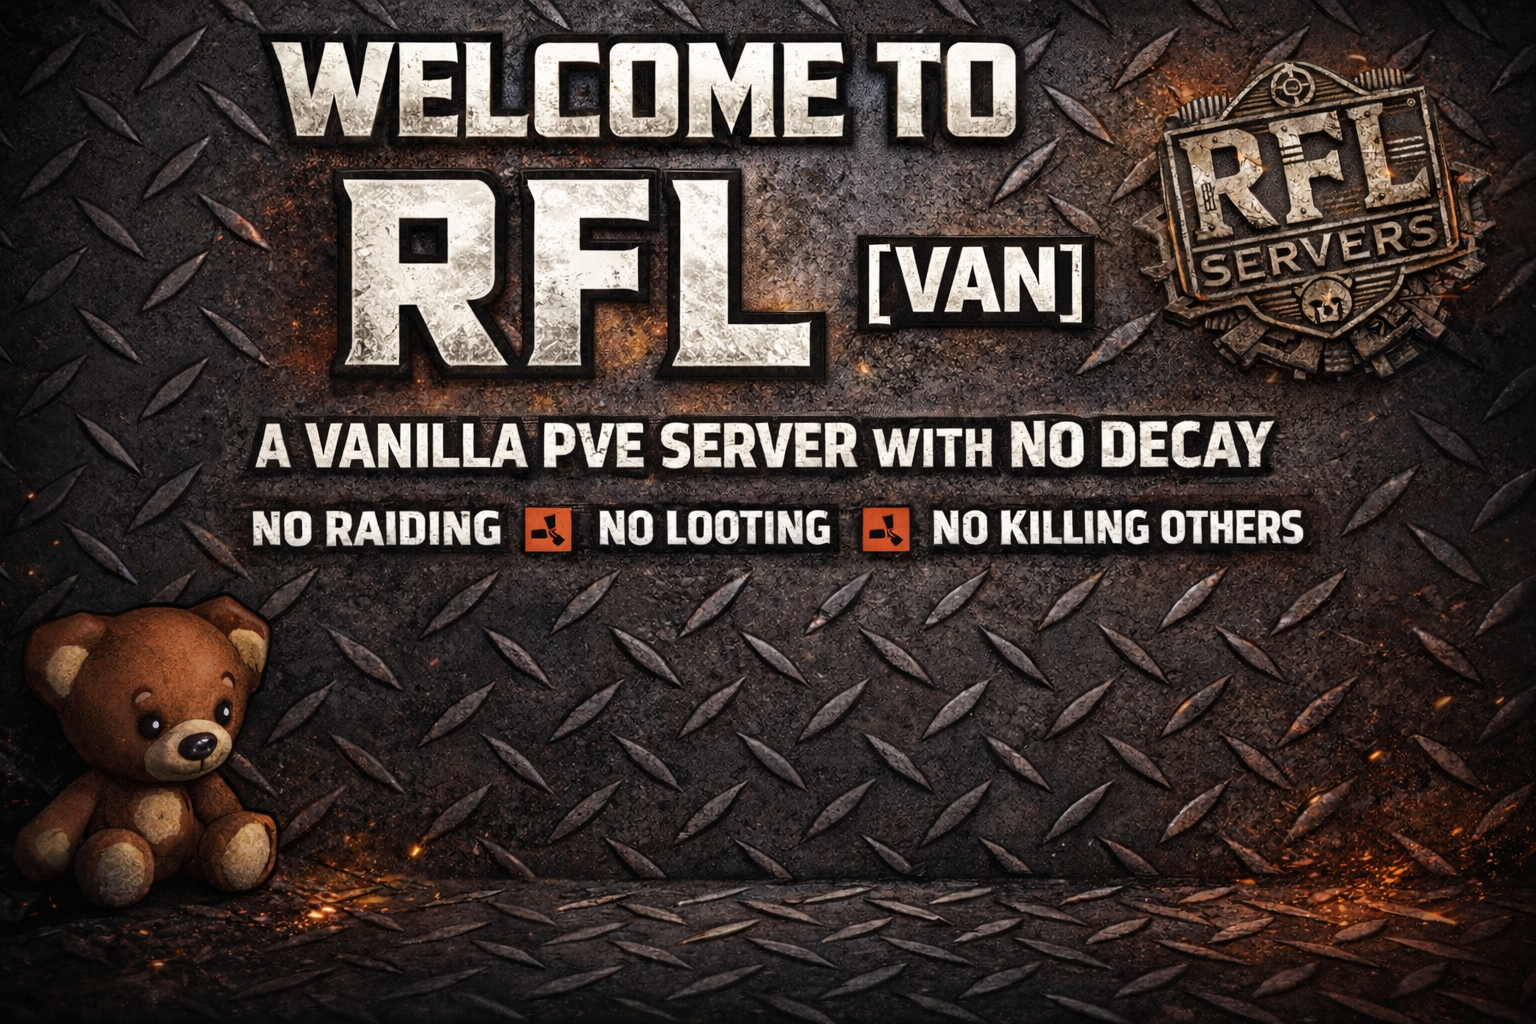 WELCOME TO
RFL [VAN]
RFL
SERVERS
A VANILLA PVE SERVER WITH NO DECAY
NO RAIDING NO LOOTING NO KILLING OTHERS